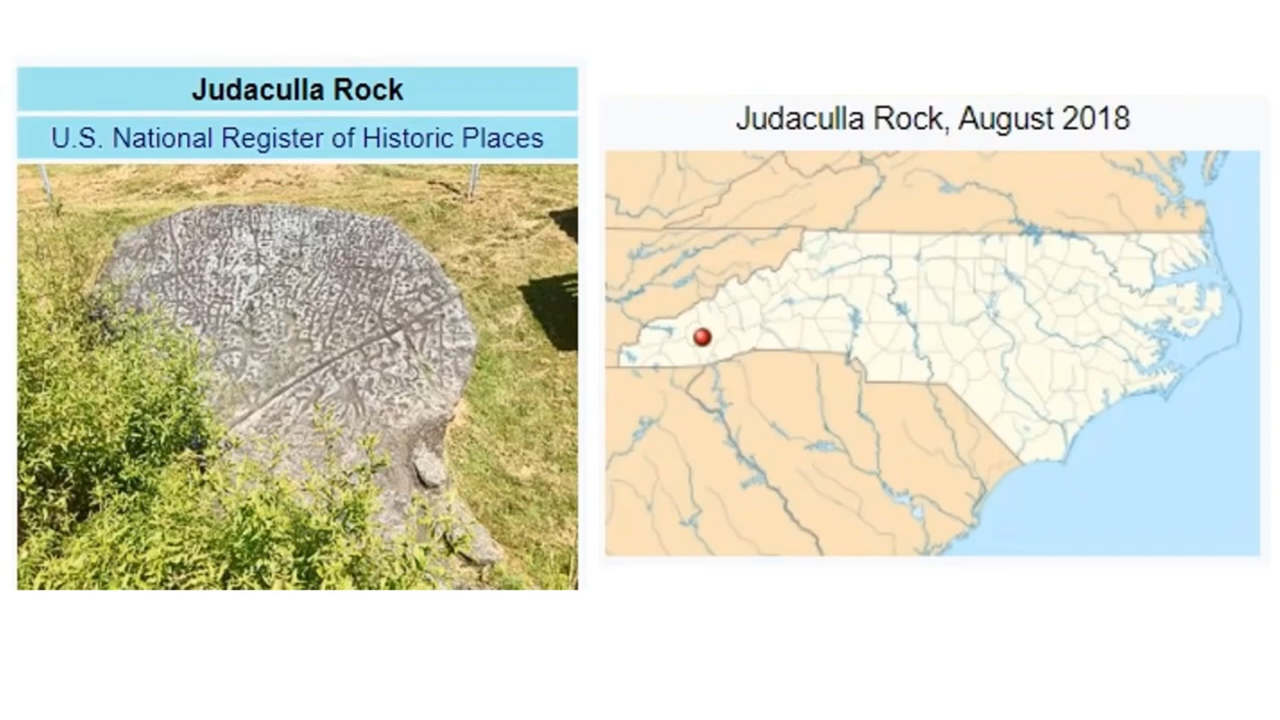 Judaculla Rock
U.S. National Register of Historic Places
Judaculla Rock, August 2018